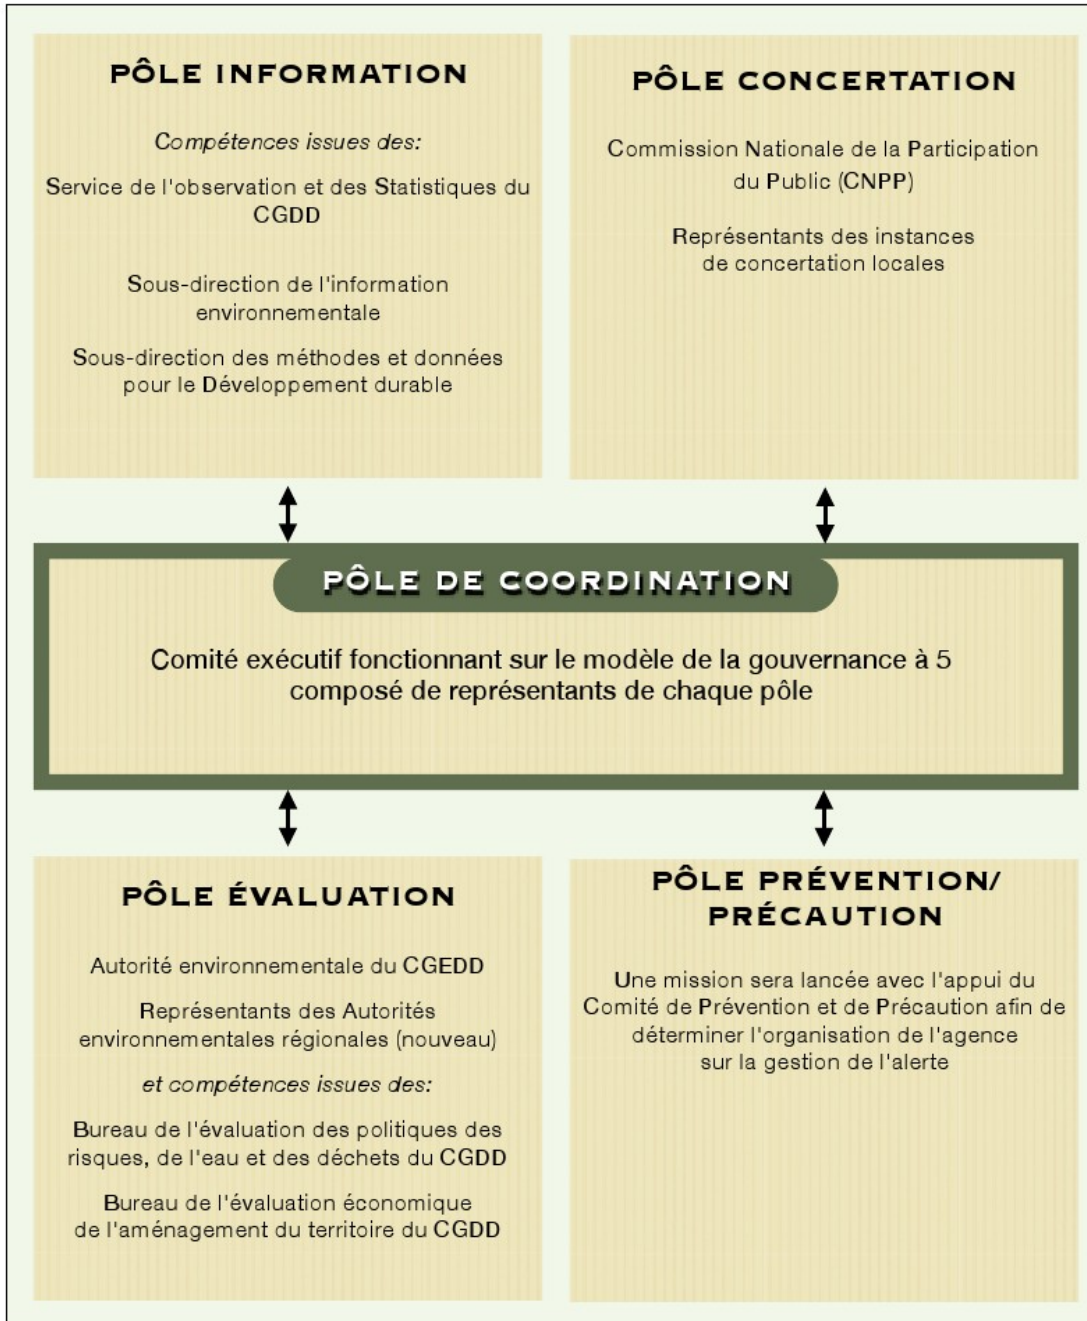 PÔLE INFORMATION
Compétences issues des:
Service de l'observation et des Statistiques du
CGDD
Sous-direction de l'information
environnementale
Sous-direction des méthodes et données
pour le Développement durable
PÔLE CONCERTATION
Commission Nationale de la Participation
du Public (CNPP)
Représentants des instances
de concertation locales
PÔLE DE COORDINATION
Comité exécutif fonctionnant sur le modèle de la gouvernance à 5
composé de représentants de chaque pôle
PÔLE ÉVALUATION
Autorité environnementale du CGEDD
Représentants des Autorités
environnementales régionales (nouveau)
et compétences issues des:
Bureau de l'évaluation des politiques des
risques, de l'eau et des déchets du CGDD
Bureau de l'évaluation économique
de l'aménagement du territoire du CGDD
PÔLE PRÉVENTION/
PRÉCAUTION
Une mission sera lancée avec l'appui du
Comité de Prévention et de Précaution afin de
déterminer l'organisation de l'agence
sur la gestion de l'alerte